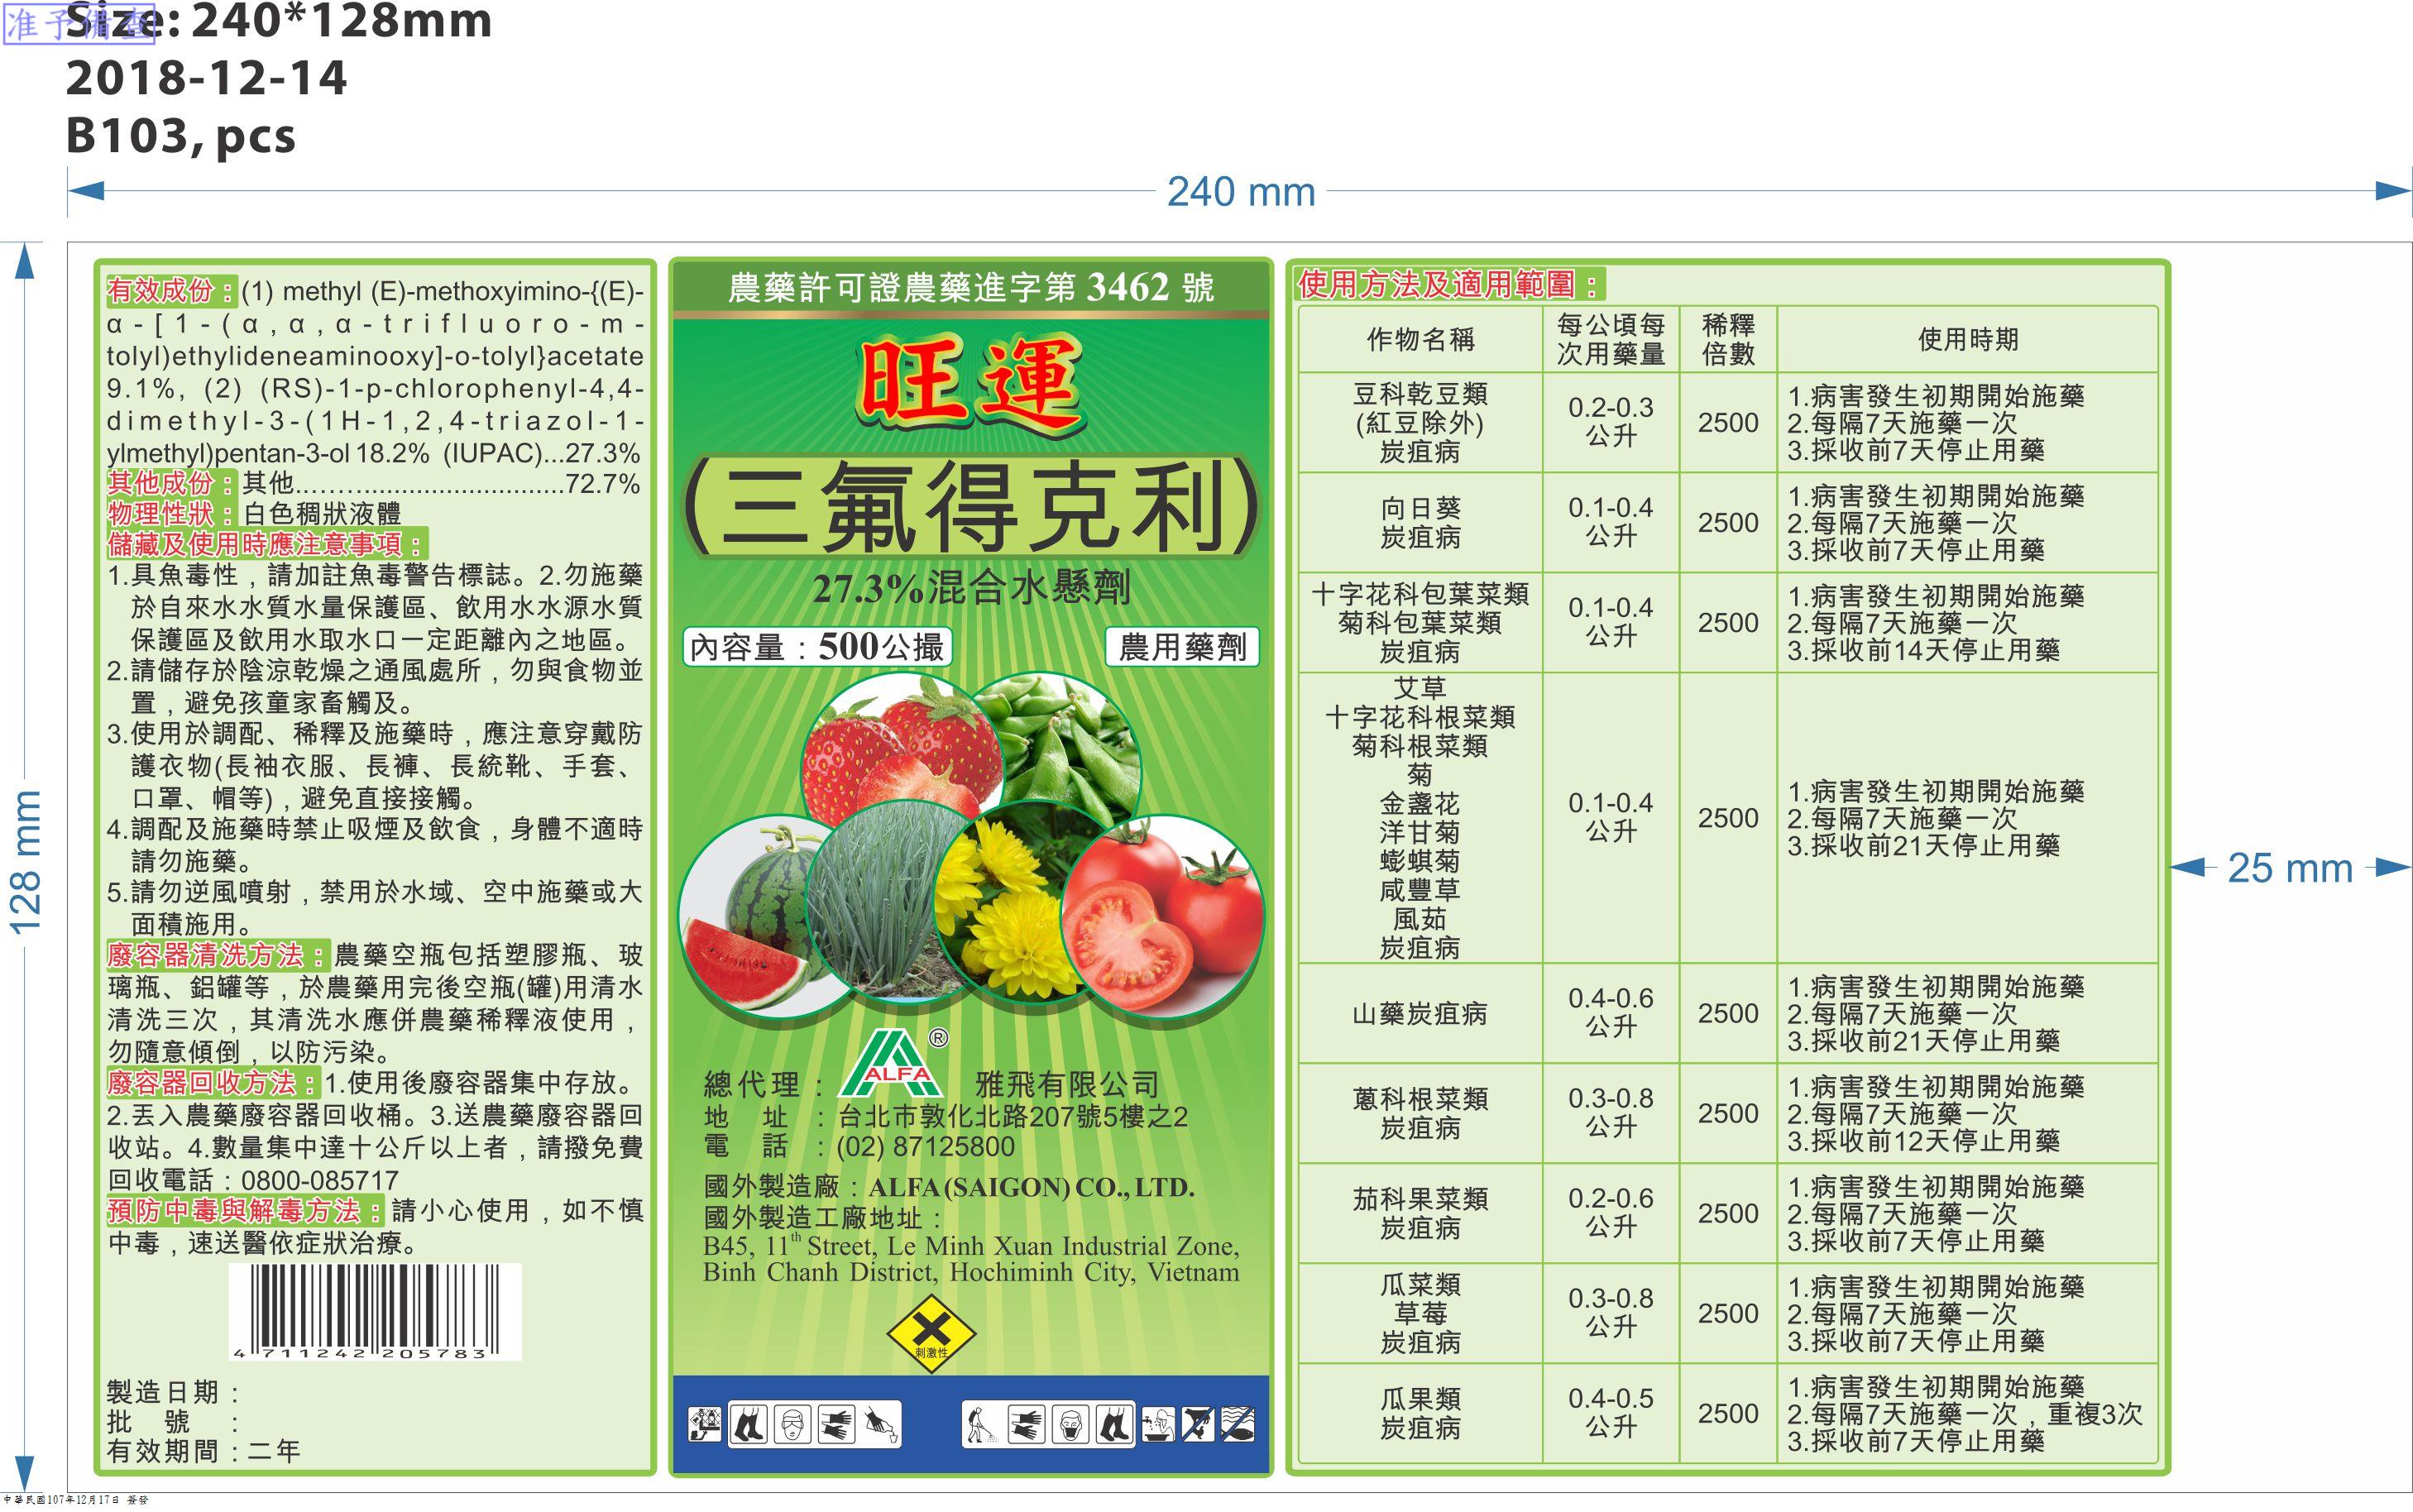 准予備查
Size: 240*128mm
2018-12-14
B103, pcs
240 mm
128 mm
有效成份：(1) methyl (E)-methoxyimino-{(E)-
α-[1-(α,α,α-trifluoro-m-
tolyl)ethylideneaminooxy]-o-tolyl}acetate
9.1%, (2) (RS)-1-p-chlorophenyl-4,4-
dimethyl-3-(1H-1,2,4-triazol-1-
ylmethyl)pentan-3-ol 18.2% (IUPAC)...27.3%
其他成份：其他....................................72.7%
物理性狀：白色稠狀液體
儲藏及使用時應注意事項：
1.具魚毒性，請加註魚毒警告標誌。2.勿施藥
於自來水水質水量保護區、飲用水水源水質
保護區及飲用水取水口一定距離內之地區。
2.請儲存於陰涼乾燥之通風處所，勿與食物並
置，避免孩童家畜觸及。
3.使用於調配、稀釋及施藥時，應注意穿戴防
護衣物(長袖衣服、長褲、長統靴、手套、
口罩、帽等)，避免直接接觸。
4.調配及施藥時禁止吸煙及飲食，身體不適時
請勿施藥。
5.請勿逆風噴射，禁用於水域、空中施藥或大
面積施用。
廢容器清洗方法：農藥空瓶包括塑膠瓶、玻
璃瓶、鋁罐等，於農藥用完後空瓶(罐)用清水
清洗三次，其清洗水應併農藥稀釋液使用，
勿隨意傾倒，以防污染。
廢容器回收方法：1.使用後廢容器集中存放。
2.丟入農藥廢容器回收桶。3.送農藥廢容器回
收站。4.數量集中達十公斤以上者，請撥免費
回收電話：0800-085717
預防中毒與解毒方法：請小心使用，如不慎
中毒，速送醫依症狀治療。
4 711242 205783
製造日期：
批 號 ：
有效期間：二年
農藥許可證農藥進字第 3462 號
旺運
(三氟得克利)
27.3%混合水懸劑
內容量：500公撮
農用藥劑
ALFA ®
總代理： 雅飛有限公司
地 址 ：台北市敦化北路207號5樓之2
電 話 ：(02) 87125800
國外製造廠：ALFA (SAIGON) CO., LTD.
國外製造工廠地址：
B45, 11th Street, Le Minh Xuan Industrial Zone,
Binh Chanh District, Hochiminh City, Vietnam
刺激性
使用方法及適用範圍：
作物名稱
每公頃每
次用藥量
稀釋
倍數
使用時期
豆科乾豆類
(紅豆除外)
炭疽病
0.2-0.3
公升
2500
1.病害發生初期開始施藥
2.每隔7天施藥一次
3.採收前7天停止用藥
向日葵
炭疽病
0.1-0.4
公升
2500
1.病害發生初期開始施藥
2.每隔7天施藥一次
3.採收前7天停止用藥
十字花科包葉菜類
菊科包葉菜類
炭疽病
0.1-0.4
公升
2500
1.病害發生初期開始施藥
2.每隔7天施藥一次
3.採收前14天停止用藥
艾草
十字花科根菜類
菊科根菜類
菊
金盞花
洋甘菊
蟛蜞菊
咸豐草
風茹
炭疽病
0.1-0.4
公升
2500
1.病害發生初期開始施藥
2.每隔7天施藥一次
3.採收前21天停止用藥
山藥炭疽病
0.4-0.6
公升
2500
1.病害發生初期開始施藥
2.每隔7天施藥一次
3.採收前21天停止用藥
蔥科根菜類
炭疽病
0.3-0.8
公升
2500
1.病害發生初期開始施藥
2.每隔7天施藥一次
3.採收前12天停止用藥
茄科果菜類
炭疽病
0.2-0.6
公升
2500
1.病害發生初期開始施藥
2.每隔7天施藥一次
3.採收前7天停止用藥
瓜菜類
草莓
炭疽病
0.3-0.8
公升
2500
1.病害發生初期開始施藥
2.每隔7天施藥一次
3.採收前7天停止用藥
瓜果類
炭疽病
0.4-0.5
公升
2500
1.病害發生初期開始施藥
2.每隔7天施藥一次，重複3次
3.採收前7天停止用藥
25 mm
中華民國107年12月17日 簽發